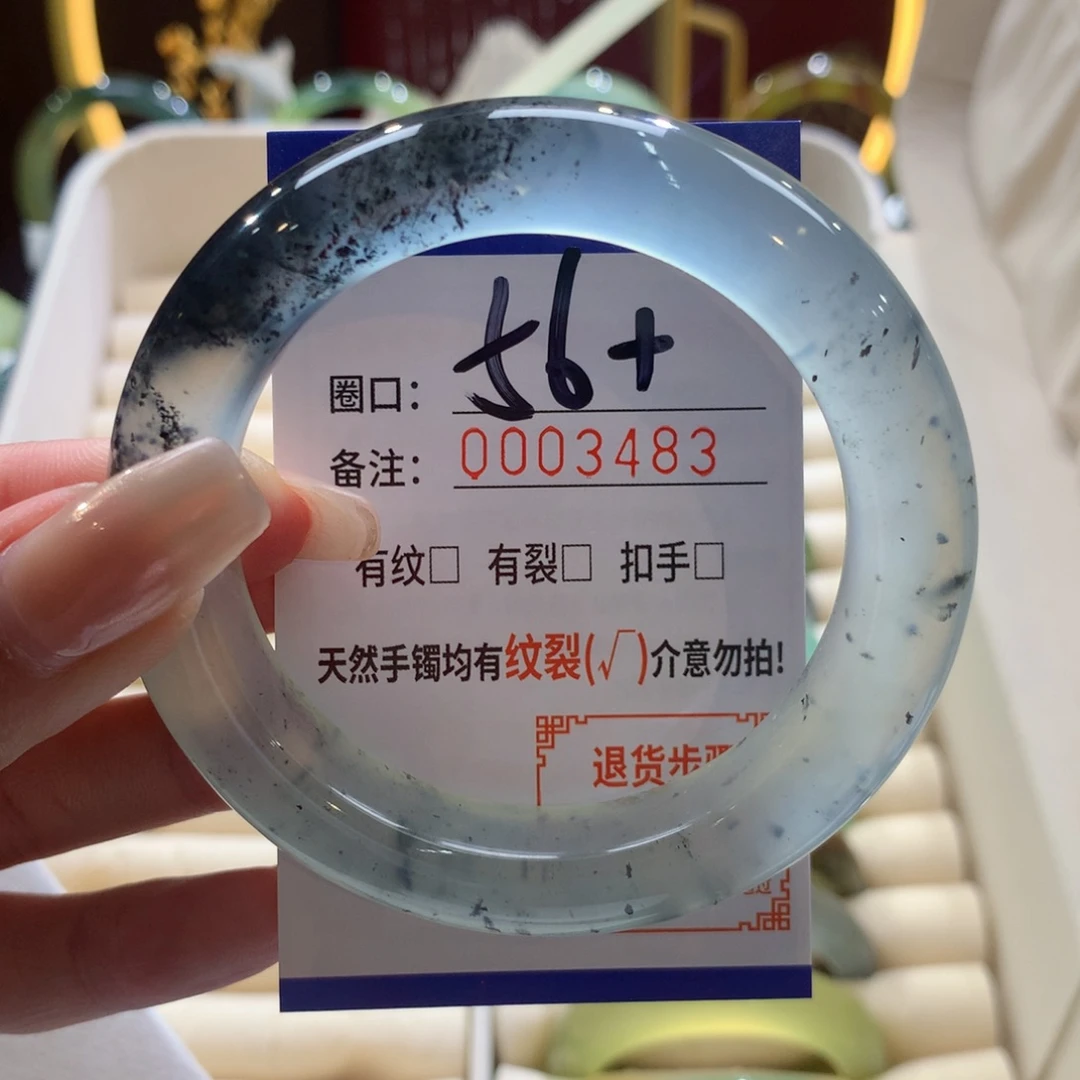 圈口: 56+
备注: 0003483
有纹□ 有裂□ 扣手□
天然手镯均有纹裂(√)介意勿拍!
退货步骤